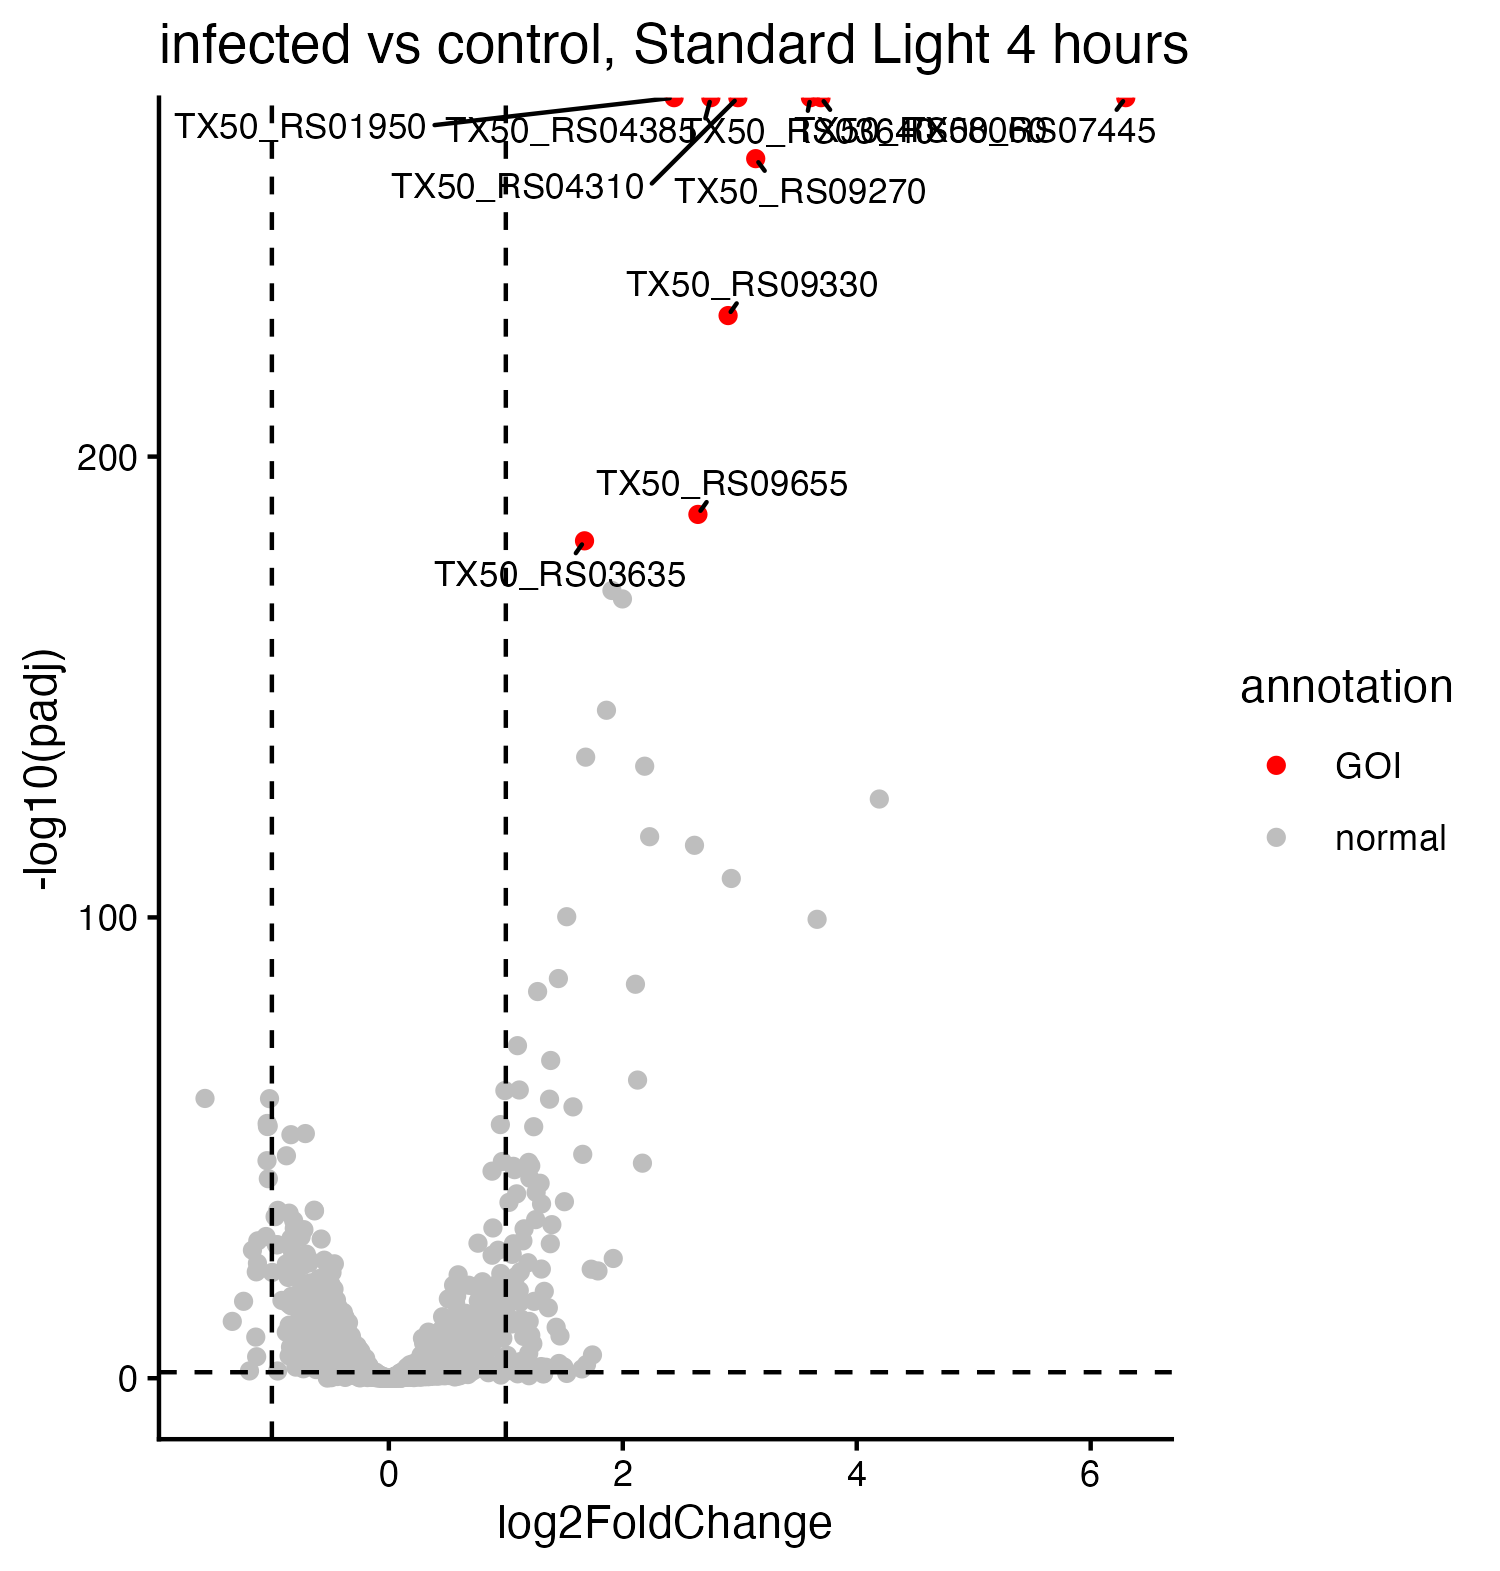 infected vs control, Standard Light 4 hours
TX50_RS01950
TX50_RS04385
TX50_RS03640
TX50_RS07445
TX50_RS04310
TX50_RS09270
TX50_RS09330
200
TX50_RS09655
TX50_RS03635
-log10(padj)
annotation
GOI
normal
100
0
0 2 4 6
log2FoldChange